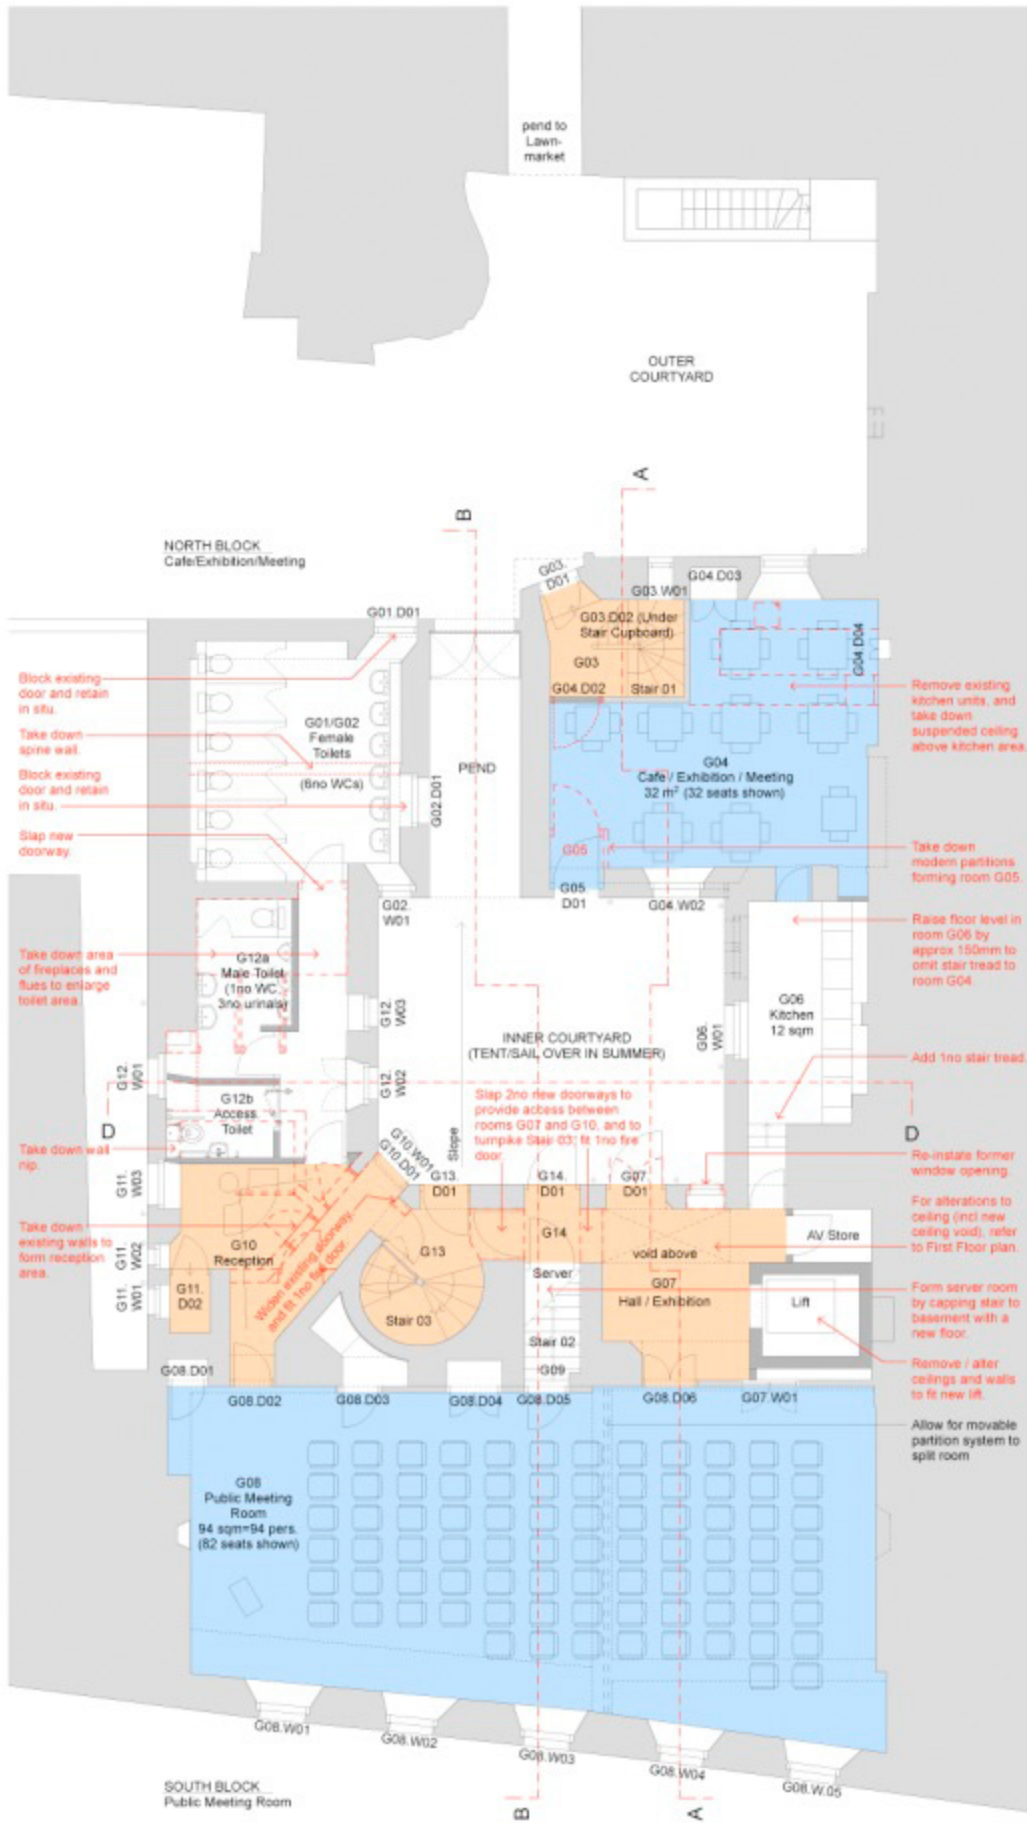 pend to
Lawn-
market
OUTER
COURTYARD
A
B
NORTH BLOCK
Cafe/Exhibition/Meeting
G03.
D01
G03.W01
G04.D03
G01.D01
G03.D02 (Under
Stair Cupboard)
G03
G04.D02
Stair 01
G04.D04
Block existing
door and retain
in situ.
Take down
spine wall.
Block existing
door and retain
in situ.
Slap new
doorway.
G01/G02
Female
Toilets
(6no WCs)
G02.D01
PEND
G04
Cafe / Exhibition / Meeting
32 m² (32 seats shown)
Remove existing
kitchen units, and
take down
suspended ceiling
above kitchen area.
G05
Take down
modern partitions
forming room G05.
G02.
W01
G05
D01
G04.W02
Raise floor level in
room G06 by
approx 150mm to
omit stair tread to
room G04.
Take down area
of fireplaces and
flues to enlarge
toilet area.
G12a
Male Toilet
(1no WC
3no urinals)
G12.
W03
G06
Kitchen
12 sqm
INNER COURTYARD
(TENT/SAIL OVER IN SUMMER)
G06.
W01
Add 1no stair tread.
G12.
W01
G12.
W02
G12b
Access
Toilet
Slap 2no new doorways to
provide access between
rooms G07 and G10, and to
turnpike Stair 03; fit 1no fire
door.
D
D
Take down wall
nip.
Slope
Re-instate former
window opening.
G11.
W03
G10.W01
G10.D01
G13.
D01
G14.
D01
G07.
D01
Take down
existing walls to
form reception
area.
G11.
W02
G11.
W01
G10
Reception
Widen existing doorway,
and fit 1no fire door.
G11.
D02
G13
G14
void above
AV Store
For alterations to
ceiling (incl new
ceiling void), refer
to First Floor plan.
Stair 03
Server
G07
Hall / Exhibition
Lift
Form server room
by capping stair to
basement with a
new floor.
Stair 02
G09
Remove / alter
ceilings and walls
to fit new lift.
G08.D01
G08.D02
G08.D03
G08.D04
G08.D05
G08.D06
G07.W01
Allow for movable
partition system to
split room
G08
Public Meeting
Room
94 sqm=94 pers.
(82 seats shown)
G08.W01
G08.W02
G08.W03
G08.W04
G08.W.05
SOUTH BLOCK
Public Meeting Room
B
A